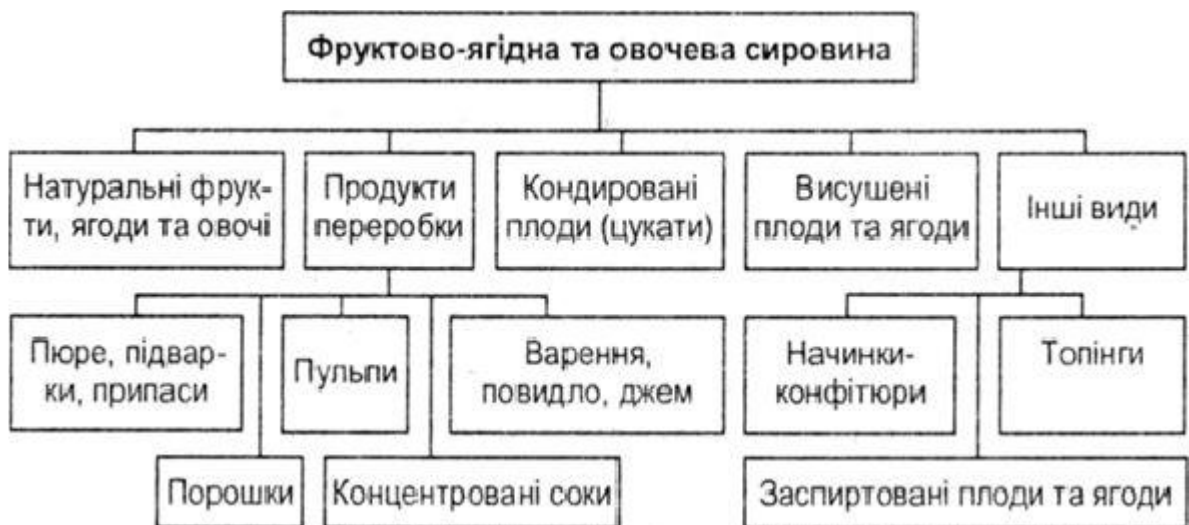 Фруктово-ягідна та овочева сировина
Натуральні фрук-
ти, ягоди та овочі
Продукти
переробки
Кондировані
плоди (цукати)
Висушені
плоди та ягоди
Інші види
Пюре, підвар-
ки, припаси
Пульпи
Варення,
повидло, джем
Начинки-
конфітюри
Топінги
Порошки
Концентровані соки
Заспиртовані плоди та ягоди